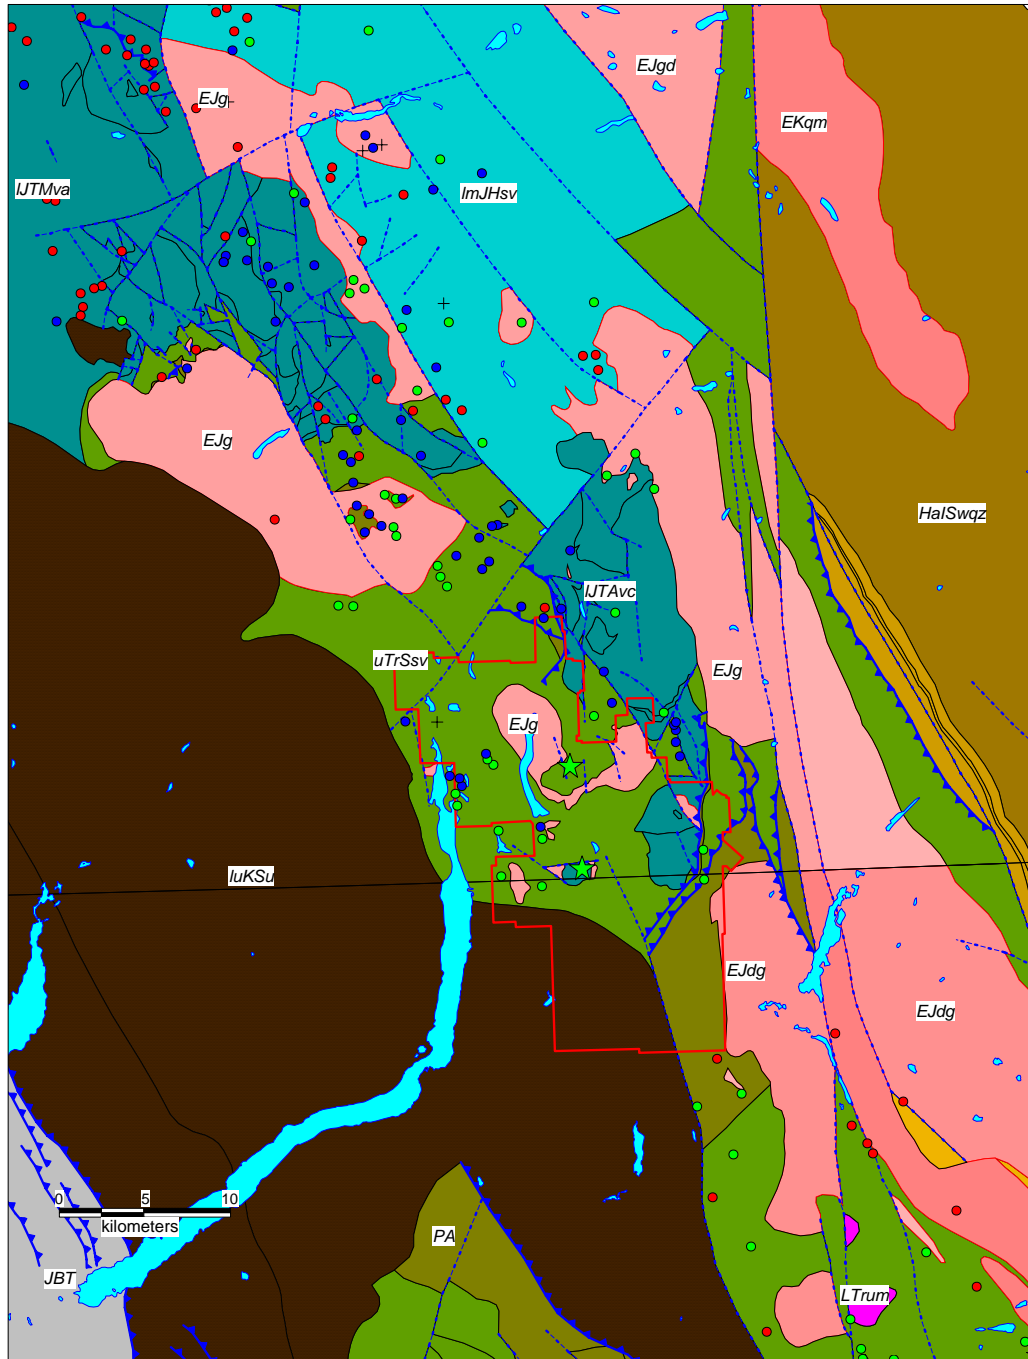 EJgd
EJg
EKqm
lJTMva
lmJHsv
EJg
HaISwqz
lJTAvc
uTrSsv
EJg
EJg
luKSu
EJdg
EJdg
0 5 10
kilometers
PA
JBT
LTrum